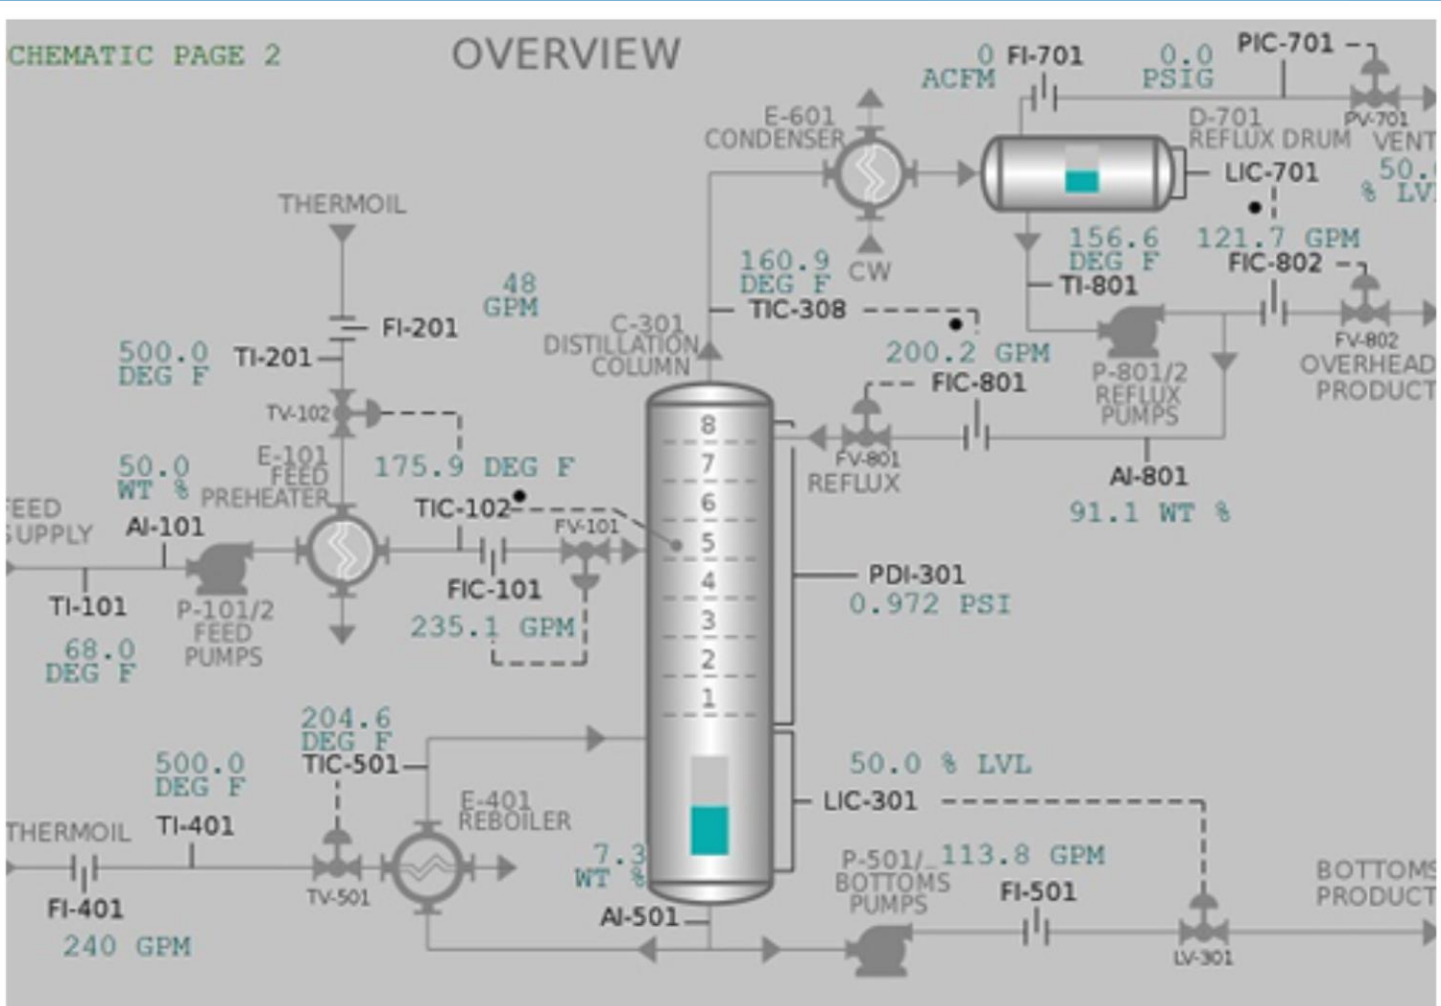 CHEMATIC PAGE 2
OVERVIEW
0 FI-701
ACFM
0.0
PSIG
PIC-701
PV-701
VENT
E-601
CONDENSER
D-701
REFLUX DRUM
LIC-701
50.
% LV
THERMOIL
CW
160.9
DEG F
TIC-308
156.6
DEG F
TI-801
121.7 GPM
FIC-802
FV-802
OVERHEAD
PRODUCT
48
GPM
FI-201
500.0
DEG F
TI-201
C-301
DISTILLATION
COLUMN
200.2 GPM
FIC-801
P-801/2
REFLUX
PUMPS
TV-102
E-101
FEED
PREHEATER
175.9 DEG F
50.0
WT %
AI-101
EED
SUPPLY
TIC-102
FV-101
8
7
6
5
4
3
2
1
FV-801
REFLUX
AI-801
91.1 WT %
TI-101
68.0
DEG F
P-101/2
FEED
PUMPS
FIC-101
235.1 GPM
PDI-301
0.972 PSI
204.6
DEG F
TIC-501
500.0
DEG F
TI-401
THERMOIL
FI-401
240 GPM
TV-501
E-401
REBOILER
50.0 % LVL
LIC-301
7.3
WT %
AI-501
P-501/
BOTTOMS
PUMPS
113.8 GPM
FI-501
LV-301
BOTTOMS
PRODUCT